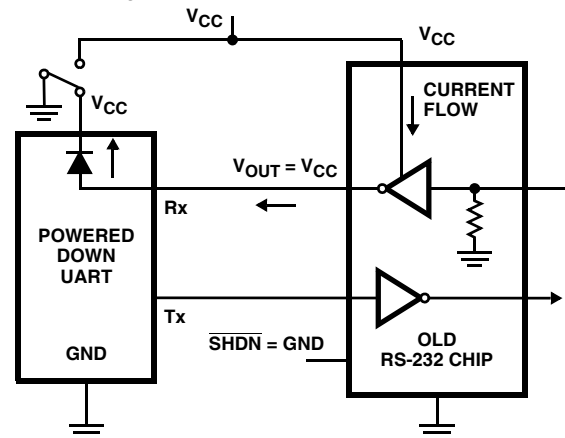 VCC
VCC
VCC
CURRENT
FLOW
VOUT = VCC
Rx
POWERED
DOWN
UART
Tx
GND
SHDN = GND
OLD
RS-232 CHIP